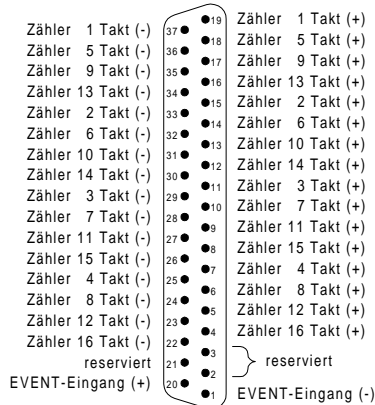 Zähler 1 Takt (-) 37
Zähler 5 Takt (-) 36
Zähler 9 Takt (-) 35
Zähler 13 Takt (-) 34
Zähler 2 Takt (-) 33
Zähler 6 Takt (-) 32
Zähler 10 Takt (-) 31
Zähler 14 Takt (-) 30
Zähler 3 Takt (-) 29
Zähler 7 Takt (-) 28
Zähler 11 Takt (-) 27
Zähler 15 Takt (-) 26
Zähler 4 Takt (-) 25
Zähler 8 Takt (-) 24
Zähler 12 Takt (-) 23
Zähler 16 Takt (-) 22
reserviert 21
EVENT-Eingang (+) 20
19 Zähler 1 Takt (+)
18 Zähler 5 Takt (+)
17 Zähler 9 Takt (+)
16 Zähler 13 Takt (+)
15 Zähler 2 Takt (+)
14 Zähler 6 Takt (+)
13 Zähler 10 Takt (+)
12 Zähler 14 Takt (+)
11 Zähler 3 Takt (+)
10 Zähler 7 Takt (+)
9 Zähler 11 Takt (+)
8 Zähler 15 Takt (+)
7 Zähler 4 Takt (+)
6 Zähler 8 Takt (+)
5 Zähler 12 Takt (+)
4 Zähler 16 Takt (+)
3
2 reserviert
1 EVENT-Eingang (-)